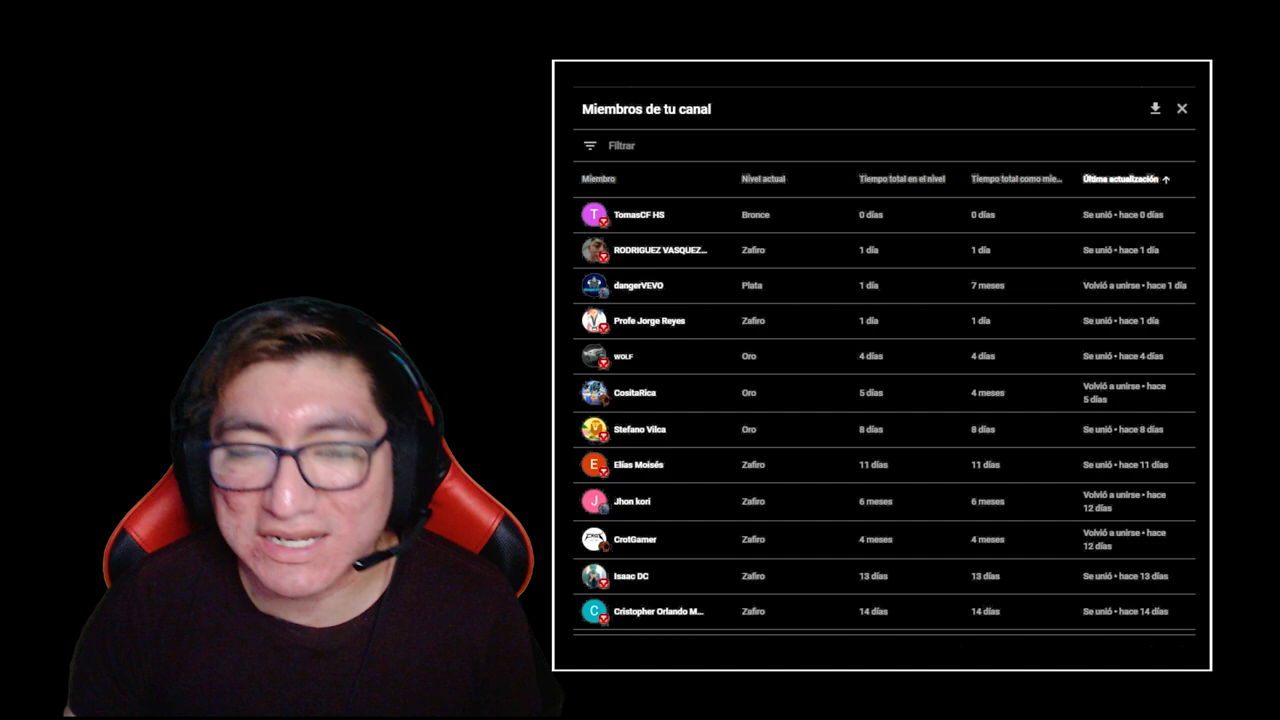 Miembros de tu canal
Filtrar
Miembro Nivel actual Tiempo total en el nivel Tiempo total como mie... Última actualización
T TomasCF HS Bronce 0 días 0 días Se unió • hace 0 días
RODRIGUEZ VASQUEZ... Zafiro 1 día 1 día Se unió • hace 1 día
dangerVEVO Plata 1 día 7 meses Volvió a unirse • hace 1 día
Profe Jorge Reyes Zafiro 1 día 1 día Se unió • hace 1 día
WOLF Oro 4 días 4 días Se unió • hace 4 días
CositaRica Oro 5 días 4 meses Volvió a unirse • hace
5 días
Stefano Vilca Oro 8 días 8 días Se unió • hace 8 días
E Elías Moisés Zafiro 11 días 11 días Se unió • hace 11 días
J Jhon kori Zafiro 6 meses 6 meses Volvió a unirse • hace
12 días
CrotGamer Zafiro 4 meses 4 meses Volvió a unirse • hace
12 días
Isaac DC Zafiro 13 días 13 días Se unió • hace 13 días
C Cristopher Orlando M... Zafiro 14 días 14 días Se unió • hace 14 días